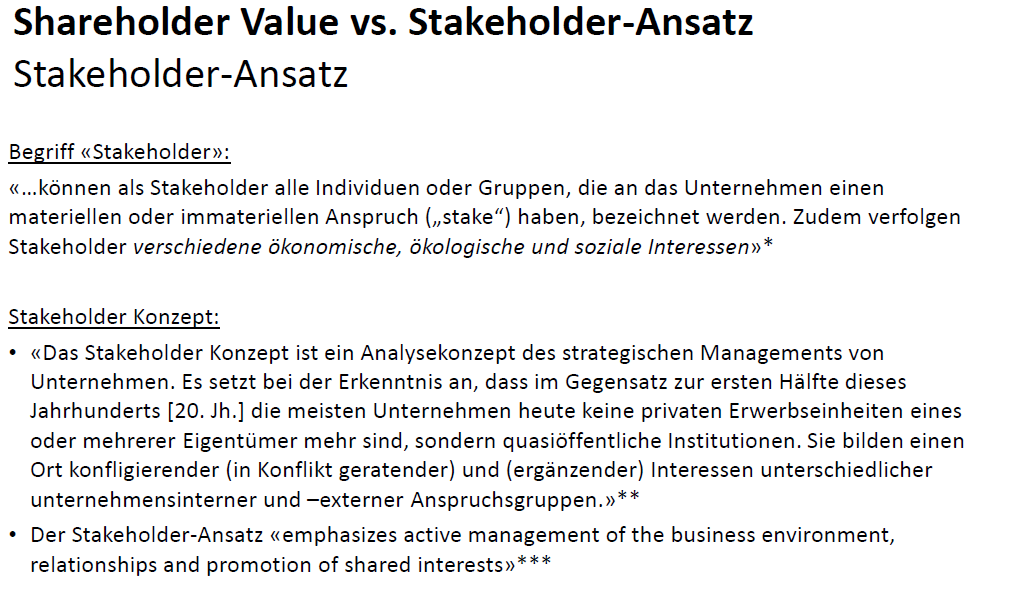 Shareholder Value vs. Stakeholder-Ansatz
Stakeholder-Ansatz
Begriff «Stakeholder»:
«…können als Stakeholder alle Individuen oder Gruppen, die an das Unternehmen einen
materiellen oder immateriellen Anspruch („stake“) haben, bezeichnet werden. Zudem verfolgen
Stakeholder verschiedene ökonomische, ökologische und soziale Interessen»*
Stakeholder Konzept:
• «Das Stakeholder Konzept ist ein Analysekonzept des strategischen Managements von
Unternehmen. Es setzt bei der Erkenntnis an, dass im Gegensatz zur ersten Hälfte dieses
Jahrhunderts [20. Jh.] die meisten Unternehmen heute keine privaten Erwerbseinheiten eines
oder mehrerer Eigentümer mehr sind, sondern quasiöffentliche Institutionen. Sie bilden einen
Ort konfligierender (in Konflikt geratender) und (ergänzender) Interessen unterschiedlicher
unternehmensinterner und –externer Anspruchsgruppen.»**
• Der Stakeholder-Ansatz «emphasizes active management of the business environment,
relationships and promotion of shared interests»***